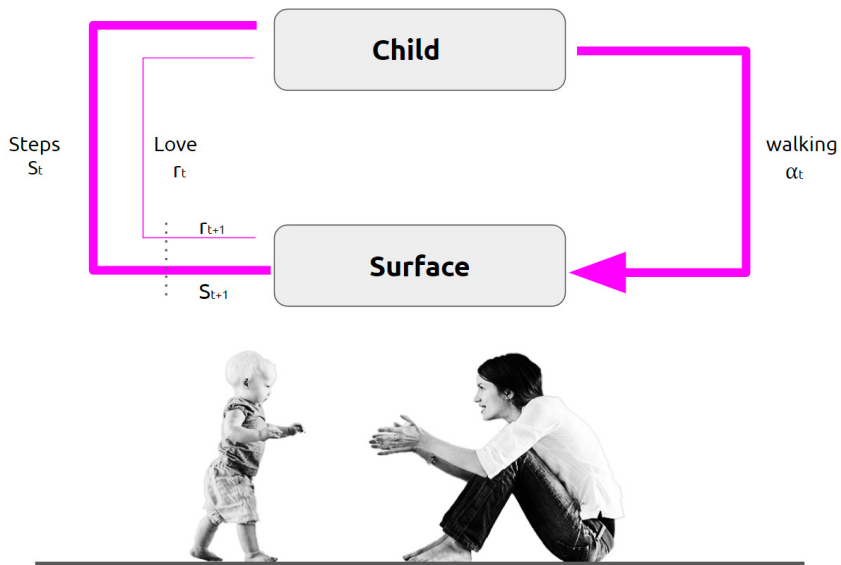 Child
Steps
St
Love
rt
walking
αt
rt+1
Surface
St+1